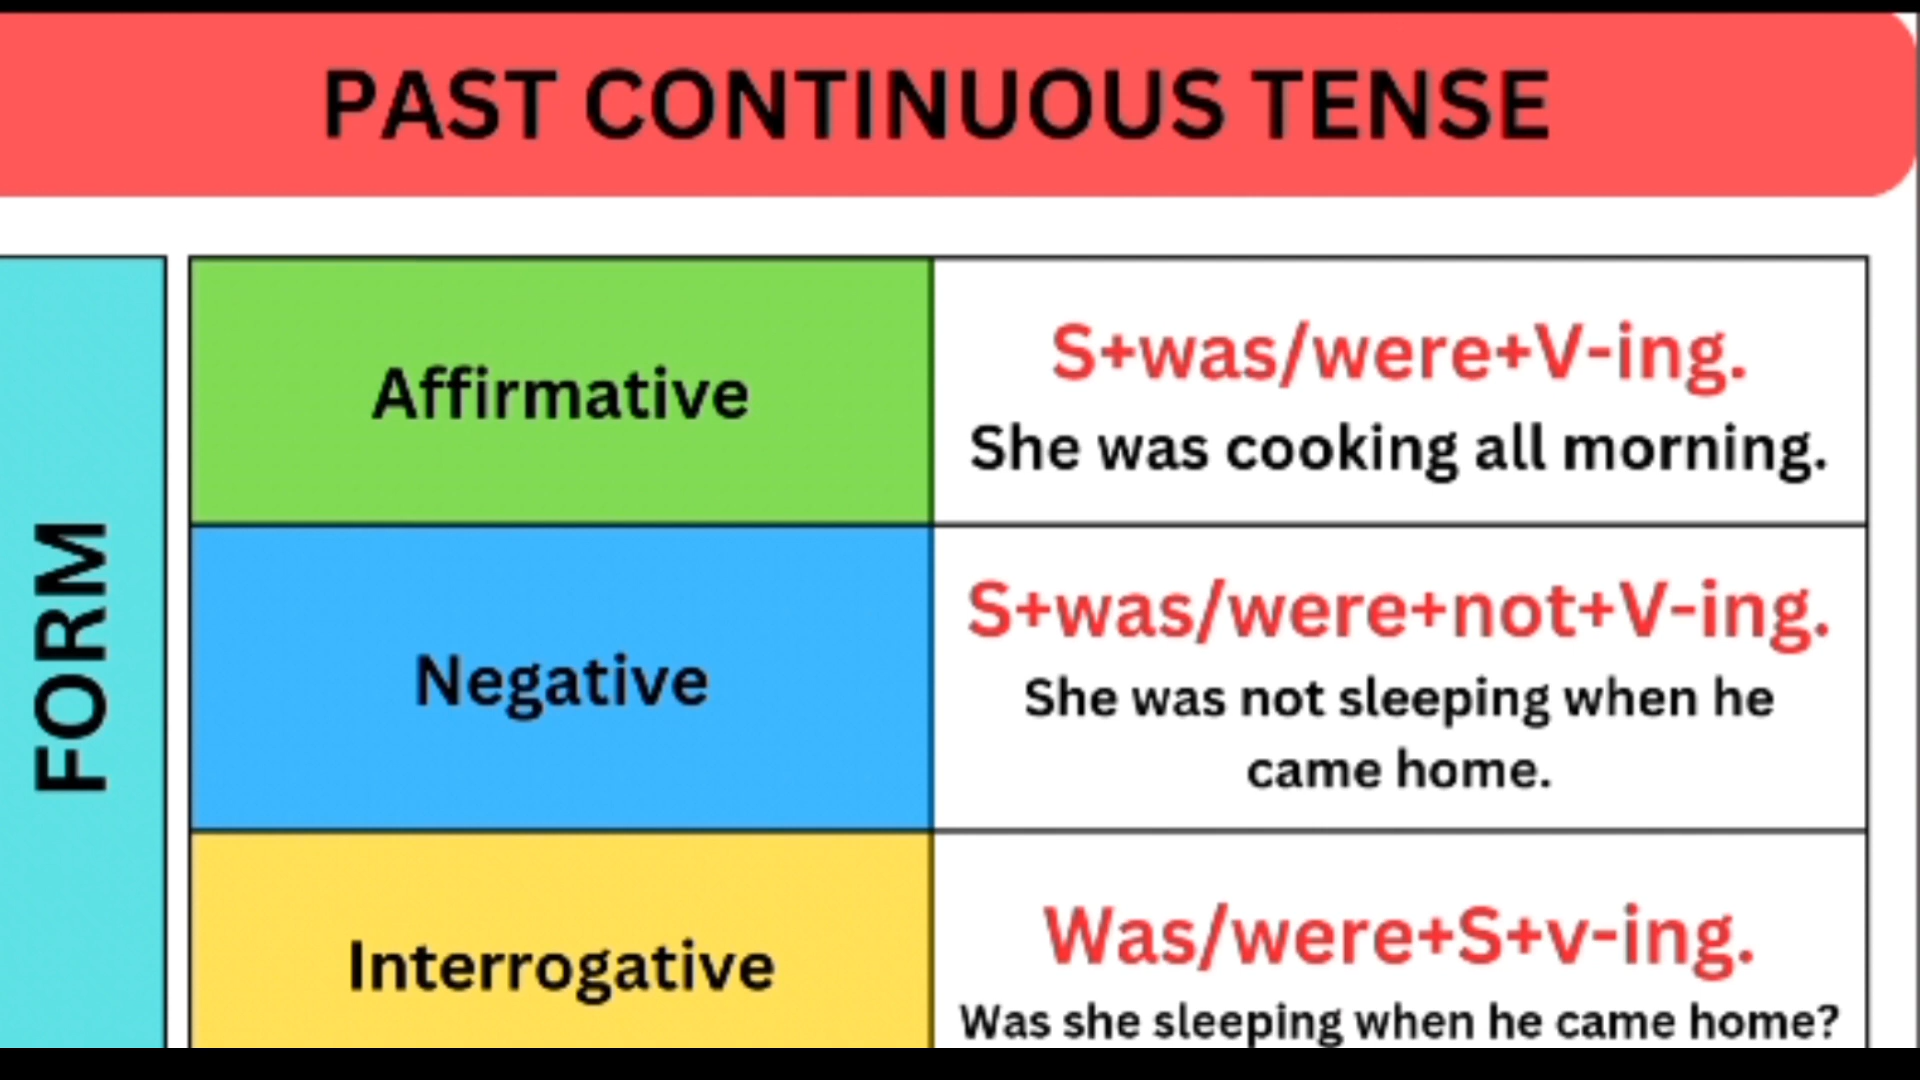 PAST CONTINUOUS TENSE
FORM
Affirmative
S+was/were+V-ing.
She was cooking all morning.
Negative
S+was/were+not+V-ing.
She was not sleeping when he
came home.
Interrogative
Was/were+S+v-ing.
Was she sleeping when he came home?